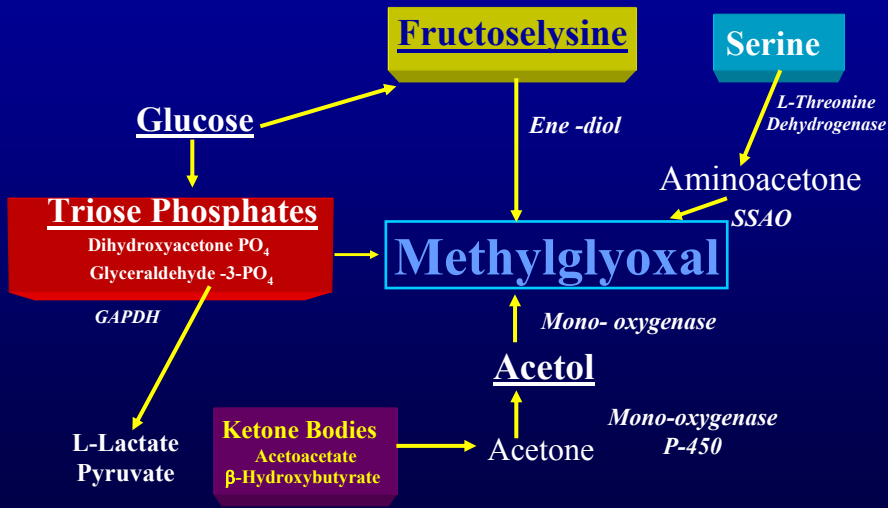 Fructoselysine
Serine
L-Threonine
Dehydrogenase
Glucose
Ene -diol
Aminoacetone
SSAO
Triose Phosphates
Dihydroxyacetone PO₄
Glyceraldehyde -3-PO₄
Methylglyoxal
GAPDH
Mono- oxygenase
Acetol
L-Lactate
Pyruvate
Ketone Bodies
Acetoacetate
β-Hydroxybutyrate
Acetone
Mono-oxygenase
P-450